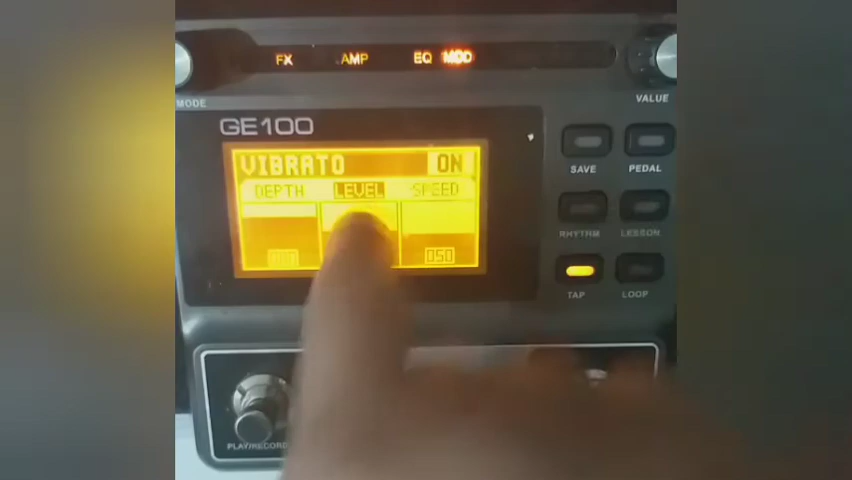 FX AMP EQ MOD
MODE VALUE
GE100
VIBRATO ON
DEPTH LEVEL SPEED
050
SAVE PEDAL
RHYTHM LESSON
TAP LOOP
PLAY/RECORD